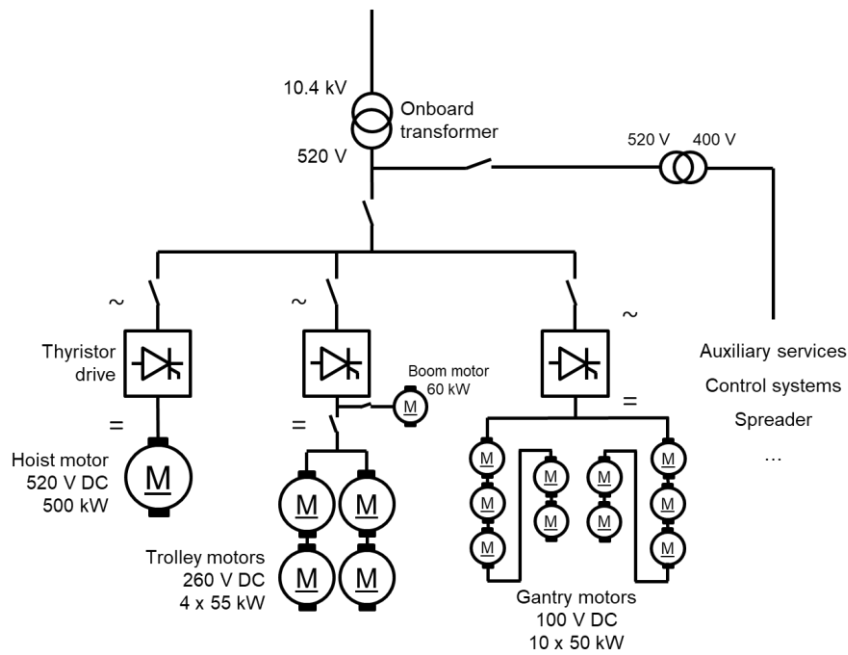 10.4 kV
Onboard
transformer
520 V
520 V
400 V
~
~
~
Thyristor
drive
Boom motor
60 kW
M
=
=
=
Auxiliary services
Control systems
Spreader
...
Hoist motor
520 V DC
500 kW
M
M
M
M
M
Trolley motors
260 V DC
4 x 55 kW
M
M
M
M
M
M
M
M
M
M
Gantry motors
100 V DC
10 x 50 kW